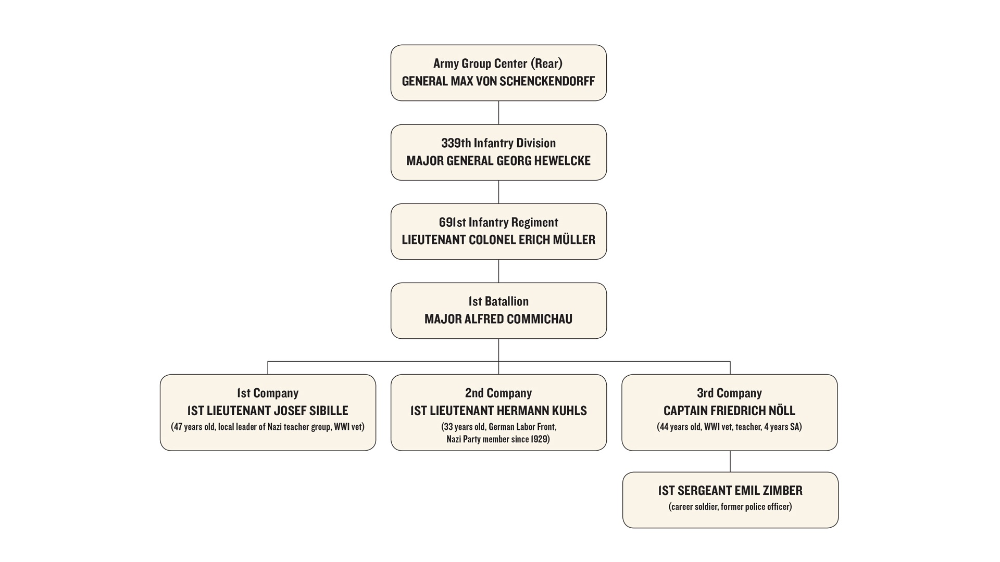 Army Group Center (Rear)
GENERAL MAX VON SCHENCKENDORFF
339th Infantry Division
MAJOR GENERAL GEORG HEWELCKE
691st Infantry Regiment
LIEUTENANT COLONEL ERICH MÜLLER
1st Batallion
MAJOR ALFRED COMMICHAU
1st Company
1ST LIEUTENANT JOSEF SIBILLE
(47 years old, local leader of Nazi teacher group, WWI vet)
2nd Company
1ST LIEUTENANT HERMANN KUHLS
(33 years old, German Labor Front,
Nazi Party member since 1929)
3rd Company
CAPTAIN FRIEDRICH NÖLL
(44 years old, WWI vet, teacher, 4 years SA)
1ST SERGEANT EMIL ZIMBER
(career soldier, former police officer)